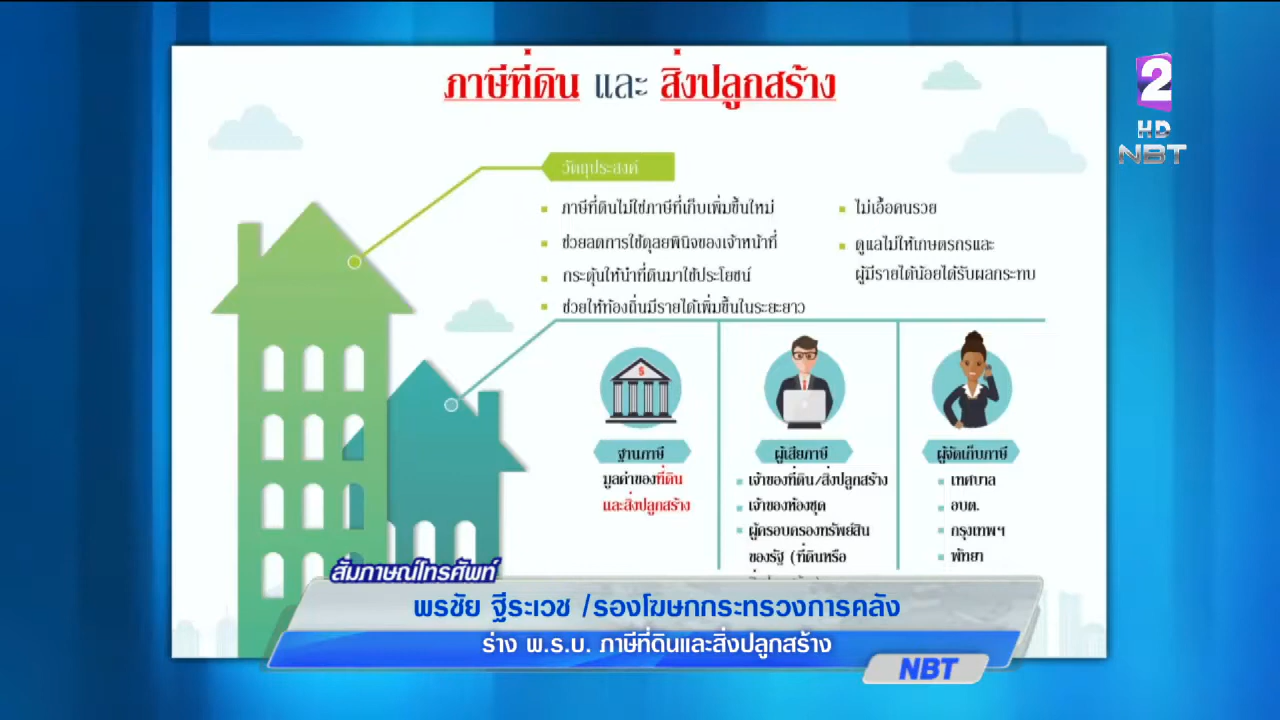 ภาษีที่ดิน และ สิ่งปลูกสร้าง
2
HD
NBT
วัตถุประสงค์
ภาษีที่ดินไม่ใช่ภาษีที่เก็บเพิ่มขึ้นใหม่
ช่วยลดการใช้ดุลยพินิจของเจ้าหน้าที่
กระตุ้นให้นำที่ดินมาใช้ประโยชน์
ช่วยให้ท้องถิ่นมีรายได้เพิ่มขึ้นในระยะยาว
ไม่เอื้อคนรวย
ดูแลไม่ให้เกษตรกรและ
ผู้มีรายได้น้อยได้รับผลกระทบ
$
ฐานภาษี
มูลค่าของที่ดิน
และสิ่งปลูกสร้าง
ผู้เสียภาษี
เจ้าของที่ดิน/สิ่งปลูกสร้าง
เจ้าของห้องชุด
ผู้ครอบครองทรัพย์สิน
ของรัฐ (ที่ดินหรือ
ผู้จัดเก็บภาษี
เทศบาล
อบต.
กรุงเทพฯ
พัทยา
สัมภาษณ์โทรศัพท์
พรชัย ฐีระเวช /รองโฆษกกระทรวงการคลัง
ร่าง พ.ร.บ. ภาษีที่ดินและสิ่งปลูกสร้าง
NBT